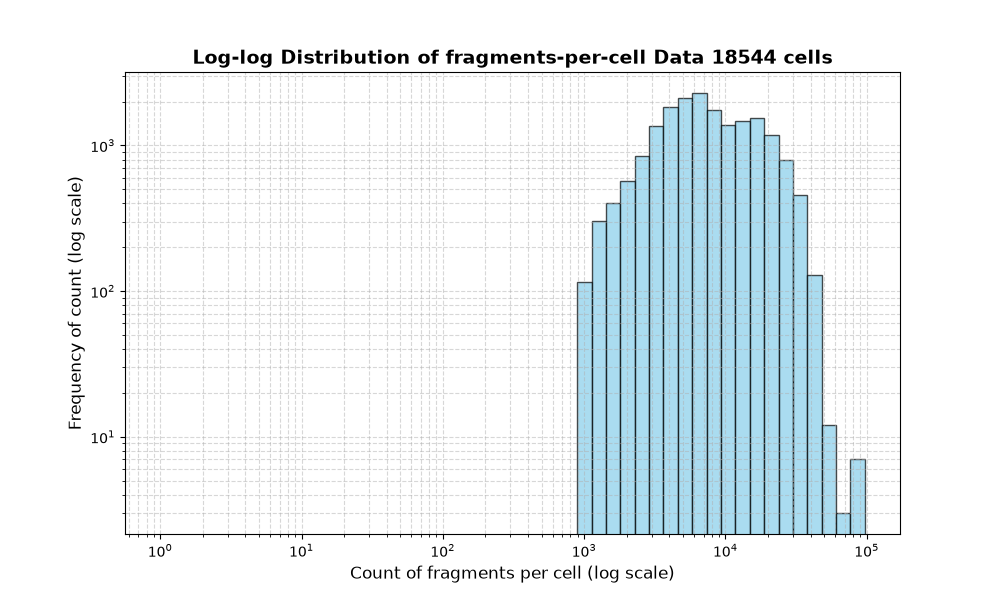 Log-log Distribution of fragments-per-cell Data 18544 cells
Frequency of count (log scale)
10³
10²
10¹
10⁰ 10¹ 10² 10³ 10⁴ 10⁵
Count of fragments per cell (log scale)